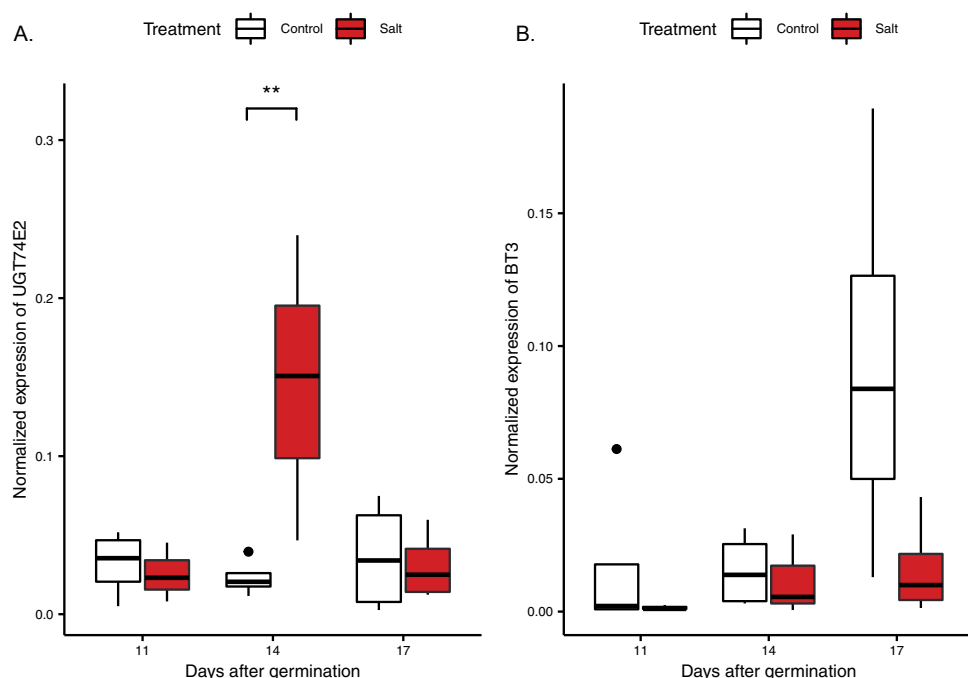 A.
Treatment Control Salt
**
Normalized expression of UGT74E2
0.3
0.2
0.1
0.0
11 14 17
Days after germination
B.
Treatment Control Salt
Normalized expression of BT3
0.15
0.10
0.05
0.00
11 14 17
Days after germination